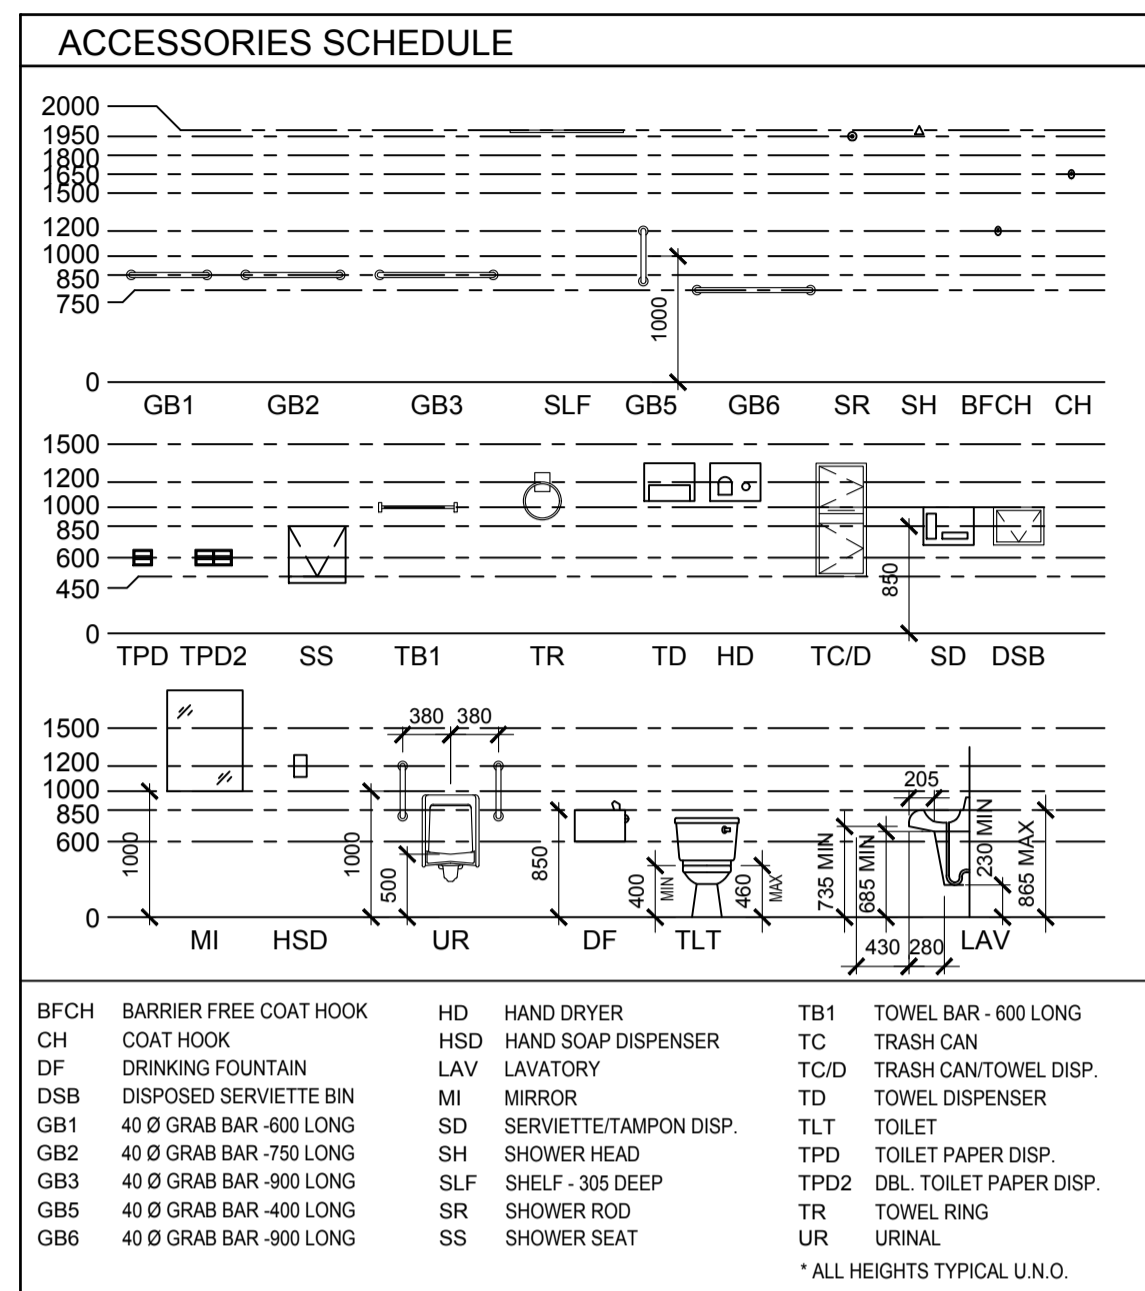 ACCESSORIES SCHEDULE
2000
1950
1800
1650
1500
1200
1000
850
750
1000
0
GB1 GB2 GB3 SLF GB5 GB6 SR SH BFCH CH
1500
1200
1000
850
600
450
850
0
TPD TPD2 SS TB1 TR TD HD TC/D SD DSB
1500
1200
1000
850
600
0
380 380
205
1000
1000
500
850
400 MIN
460 MAX
735 MIN
685 MIN
230 MIN
865 MAX
430 280
MI HSD UR DF TLT LAV
BFCH BARRIER FREE COAT HOOK
CH COAT HOOK
DF DRINKING FOUNTAIN
DSB DISPOSED SERVIETTE BIN
GB1 40 Ø GRAB BAR -600 LONG
GB2 40 Ø GRAB BAR -750 LONG
GB3 40 Ø GRAB BAR -900 LONG
GB5 40 Ø GRAB BAR -400 LONG
GB6 40 Ø GRAB BAR -900 LONG
HD HAND DRYER
HSD HAND SOAP DISPENSER
LAV LAVATORY
MI MIRROR
SD SERVIETTE/TAMPON DISP.
SH SHOWER HEAD
SLF SHELF - 305 DEEP
SR SHOWER ROD
SS SHOWER SEAT
TB1 TOWEL BAR - 600 LONG
TC TRASH CAN
TC/D TRASH CAN/TOWEL DISP.
TD TOWEL DISPENSER
TLT TOILET
TPD TOILET PAPER DISP.
TPD2 DBL. TOILET PAPER DISP.
TR TOWEL RING
UR URINAL
* ALL HEIGHTS TYPICAL U.N.O.